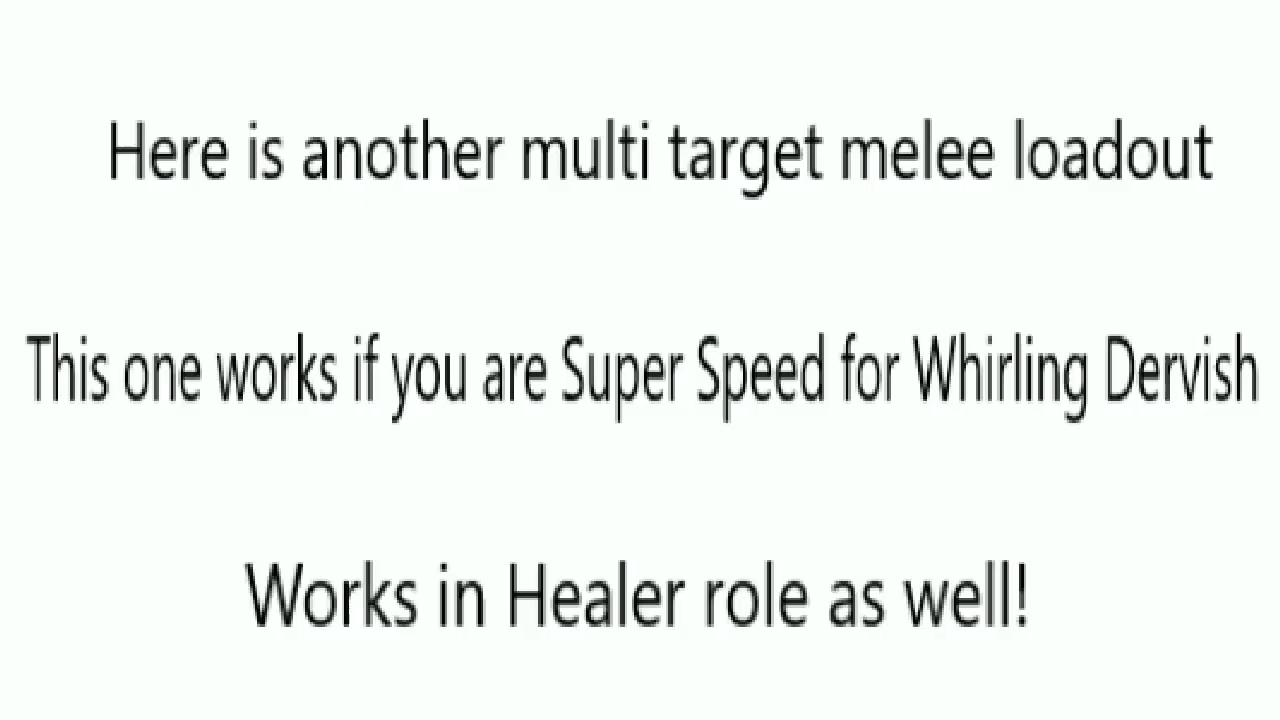 Here is another multi target melee loadout
This one works if you are Super Speed for Whirling Dervish
Works in Healer role as well!